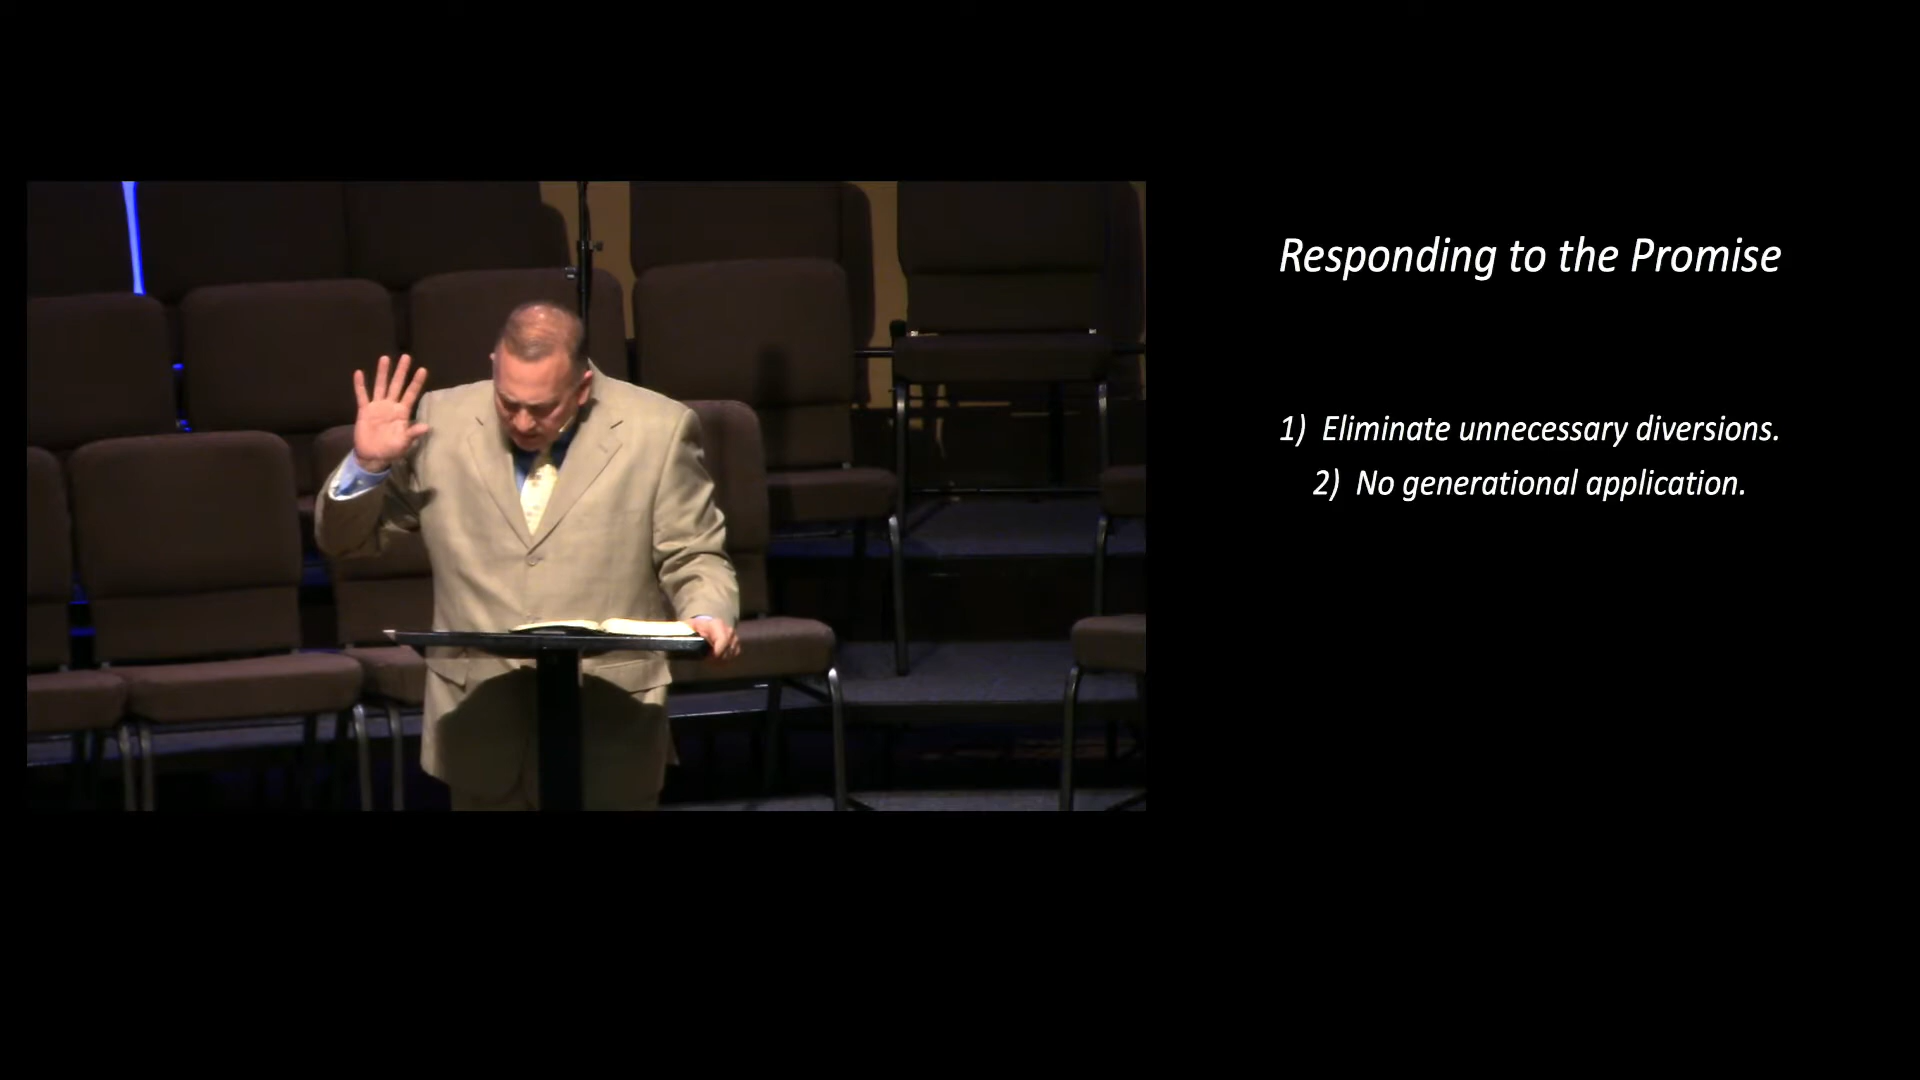 Responding to the Promise
1) Eliminate unnecessary diversions.
2) No generational application.